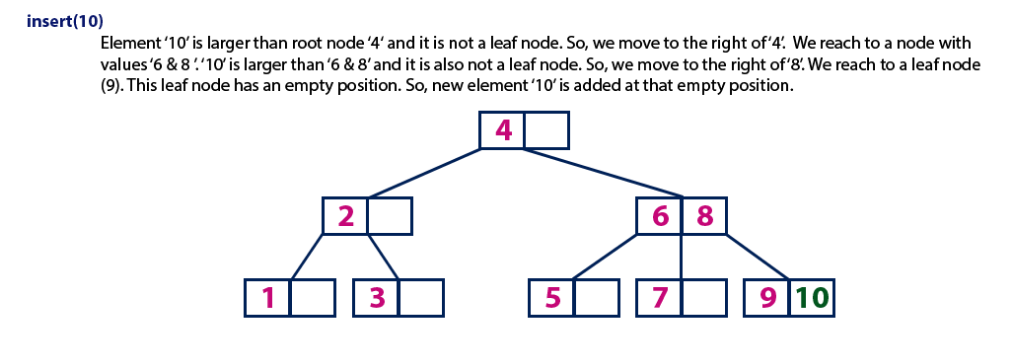 insert(10)
Element ‘10’ is larger than root node ‘4‘ and it is not a leaf node. So, we move to the right of ‘4’. We reach to a node with
values ‘6 & 8 ‘. ‘10’ is larger than ‘6 & 8’ and it is also not a leaf node. So, we move to the right of ‘8’. We reach to a leaf node
(9). This leaf node has an empty position. So, new element ‘10’ is added at that empty position.
4
2 6 8
1 3 5 7 9 10